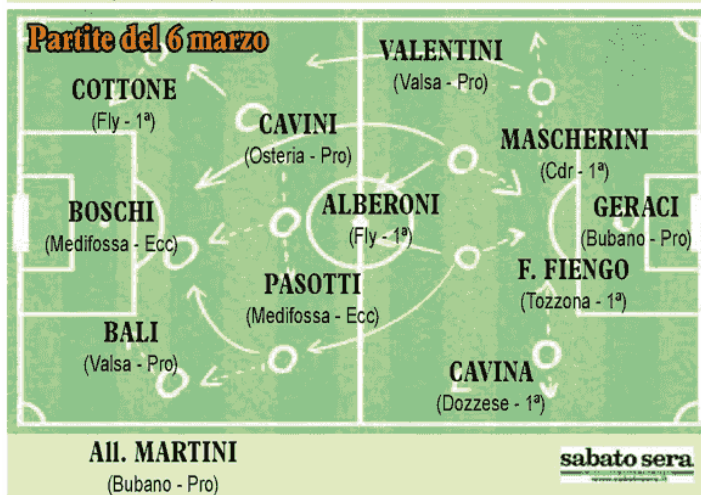 Partite del 6 marzo
VALENTINI
(Valsa - Pro)
COTTONE
(Fly - 1ª)
CAVINI
(Osteria - Pro)
MASCHERINI
(Cdr - 1ª)
BOSCHI
(Medifossa - Ecc)
ALBERONI
(Fly - 1ª)
GERACI
(Bubano - Pro)
PASOTTI
(Medifossa - Ecc)
F. FIENGO
(Tozzona - 1ª)
BALI
(Valsa - Pro)
CAVINA
(Dozzese - 1ª)
All. MARTINI
(Bubano - Pro)
sabato sera